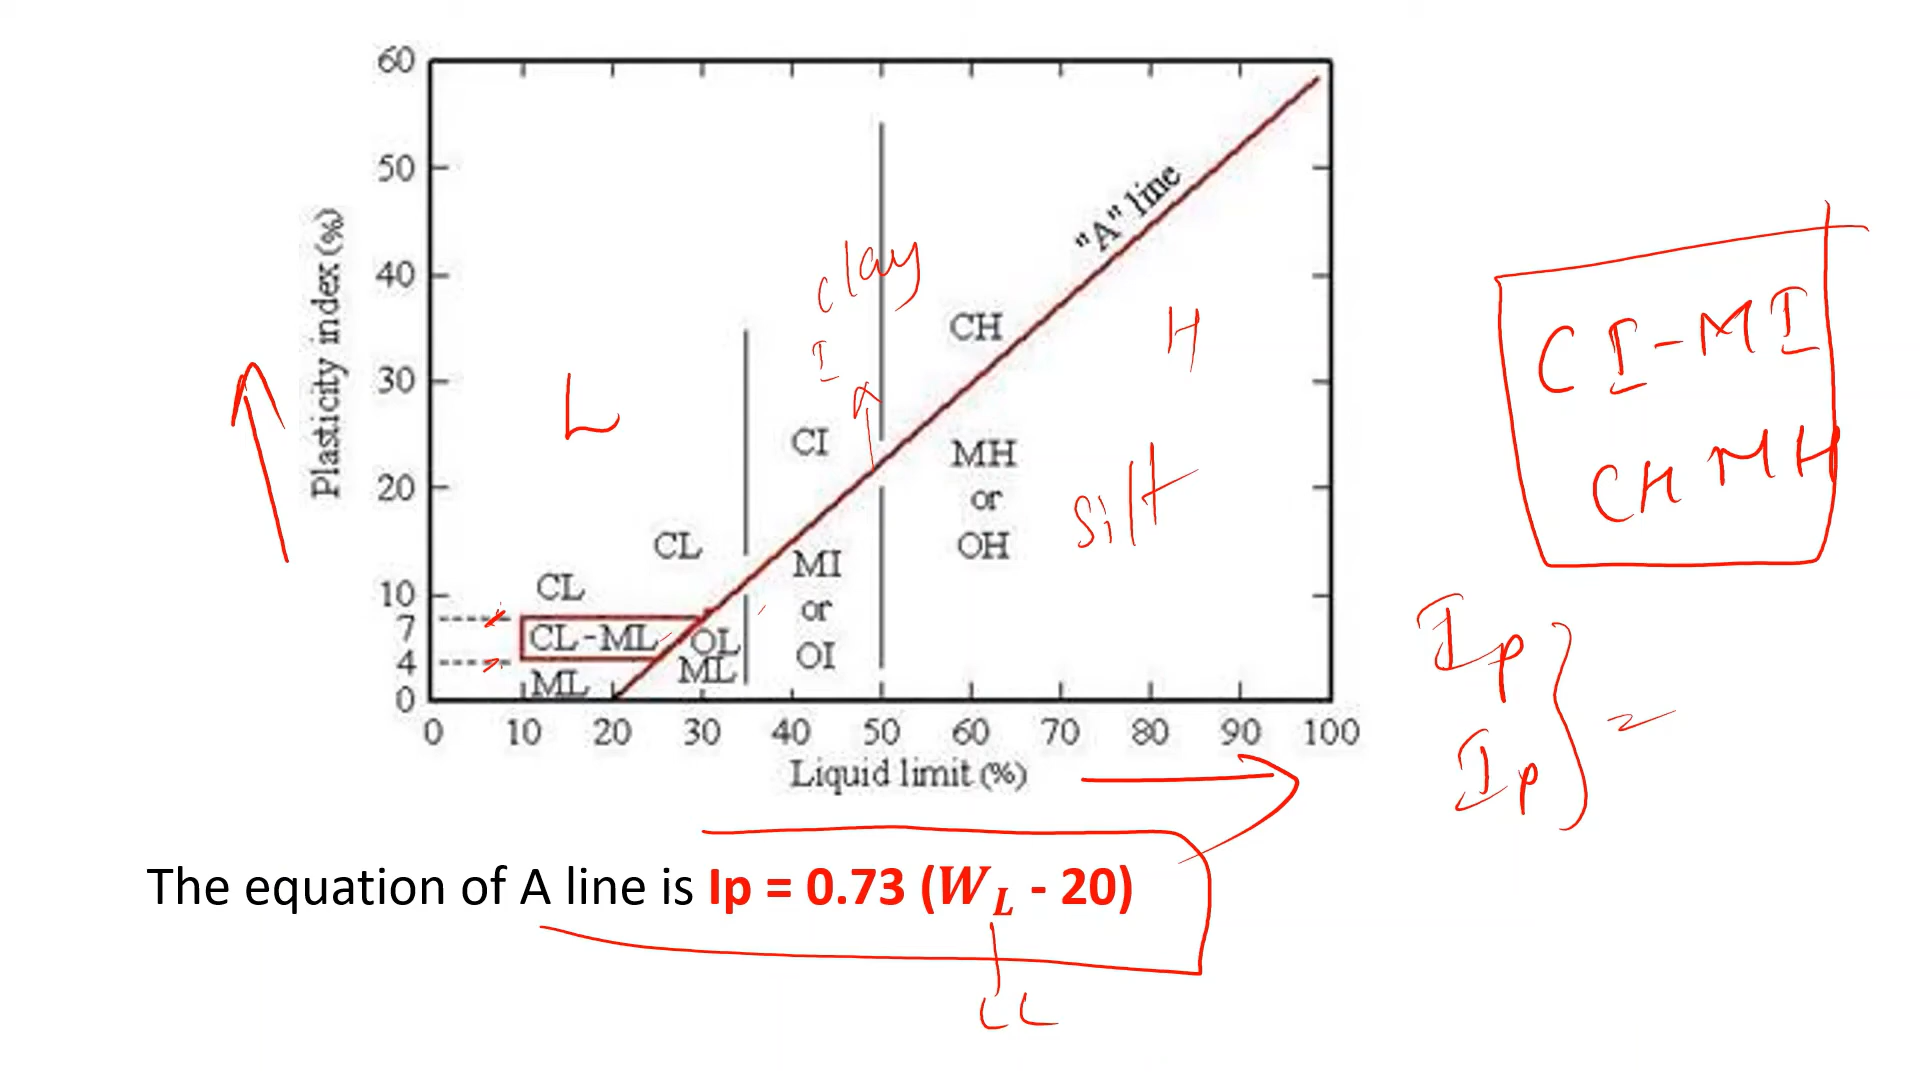 60
50
40
30
20
10
7
4
0
Plasticity index (%)
"A" line
clay
I
L
H
CH
CI
MH
or
OH
silt
CL
CL
MI
or
OI
CL-ML
OL
ML
ML
0 10 20 30 40 50 60 70 80 90 100
Liquid limit (%)
CI-MI
CH MH
Ip
Ip
=
The equation of A line is Ip = 0.73 (W_L - 20)
LL